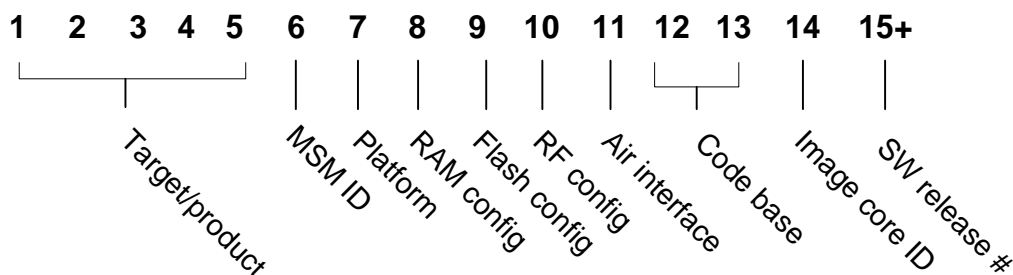 1 2 3 4 5 6 7 8 9 10 11 12 13 14 15+
Target/product
MSM ID
Platform
RAM config
Flash config
RF config
Air interface
Code base
Image core ID
SW release #